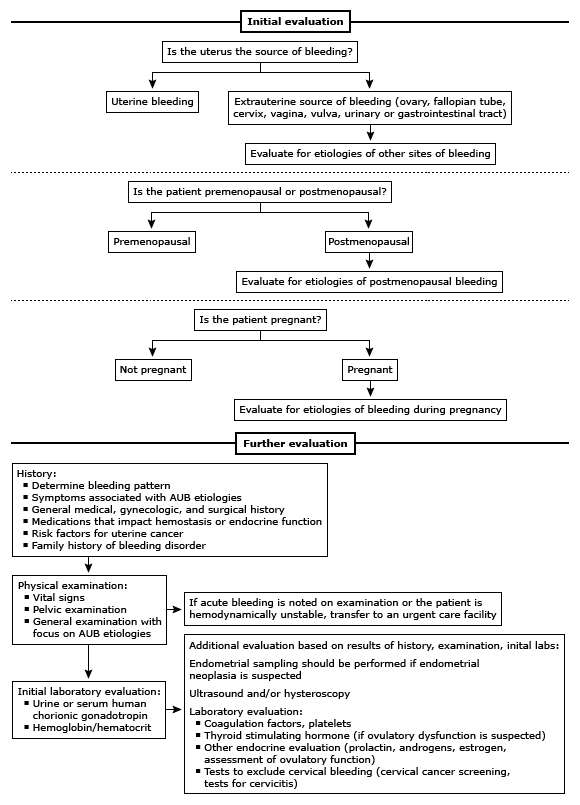 Initial evaluation
Is the uterus the source of bleeding?
Uterine bleeding
Extrauterine source of bleeding (ovary, fallopian tube,
cervix, vagina, vulva, urinary or gastrointestinal tract)
Evaluate for etiologies of other sites of bleeding
Is the patient premenopausal or postmenopausal?
Premenopausal
Postmenopausal
Evaluate for etiologies of postmenopausal bleeding
Is the patient pregnant?
Not pregnant
Pregnant
Evaluate for etiologies of bleeding during pregnancy
Further evaluation
History:
▪ Determine bleeding pattern
▪ Symptoms associated with AUB etiologies
▪ General medical, gynecologic, and surgical history
▪ Medications that impact hemostasis or endocrine function
▪ Risk factors for uterine cancer
▪ Family history of bleeding disorder
Physical examination:
▪ Vital signs
▪ Pelvic examination
▪ General examination with
focus on AUB etiologies
If acute bleeding is noted on examination or the patient is
hemodynamically unstable, transfer to an urgent care facility
Initial laboratory evaluation:
▪ Urine or serum human
chorionic gonadotropin
▪ Hemoglobin/hematocrit
Additional evaluation based on results of history, examination, inital labs:
Endometrial sampling should be performed if endometrial
neoplasia is suspected
Ultrasound and/or hysteroscopy
Laboratory evaluation:
▪ Coagulation factors, platelets
▪ Thyroid stimulating hormone (if ovulatory dysfunction is suspected)
▪ Other endocrine evaluation (prolactin, androgens, estrogen,
assessment of ovulatory function)
▪ Tests to exclude cervical bleeding (cervical cancer screening,
tests for cervicitis)